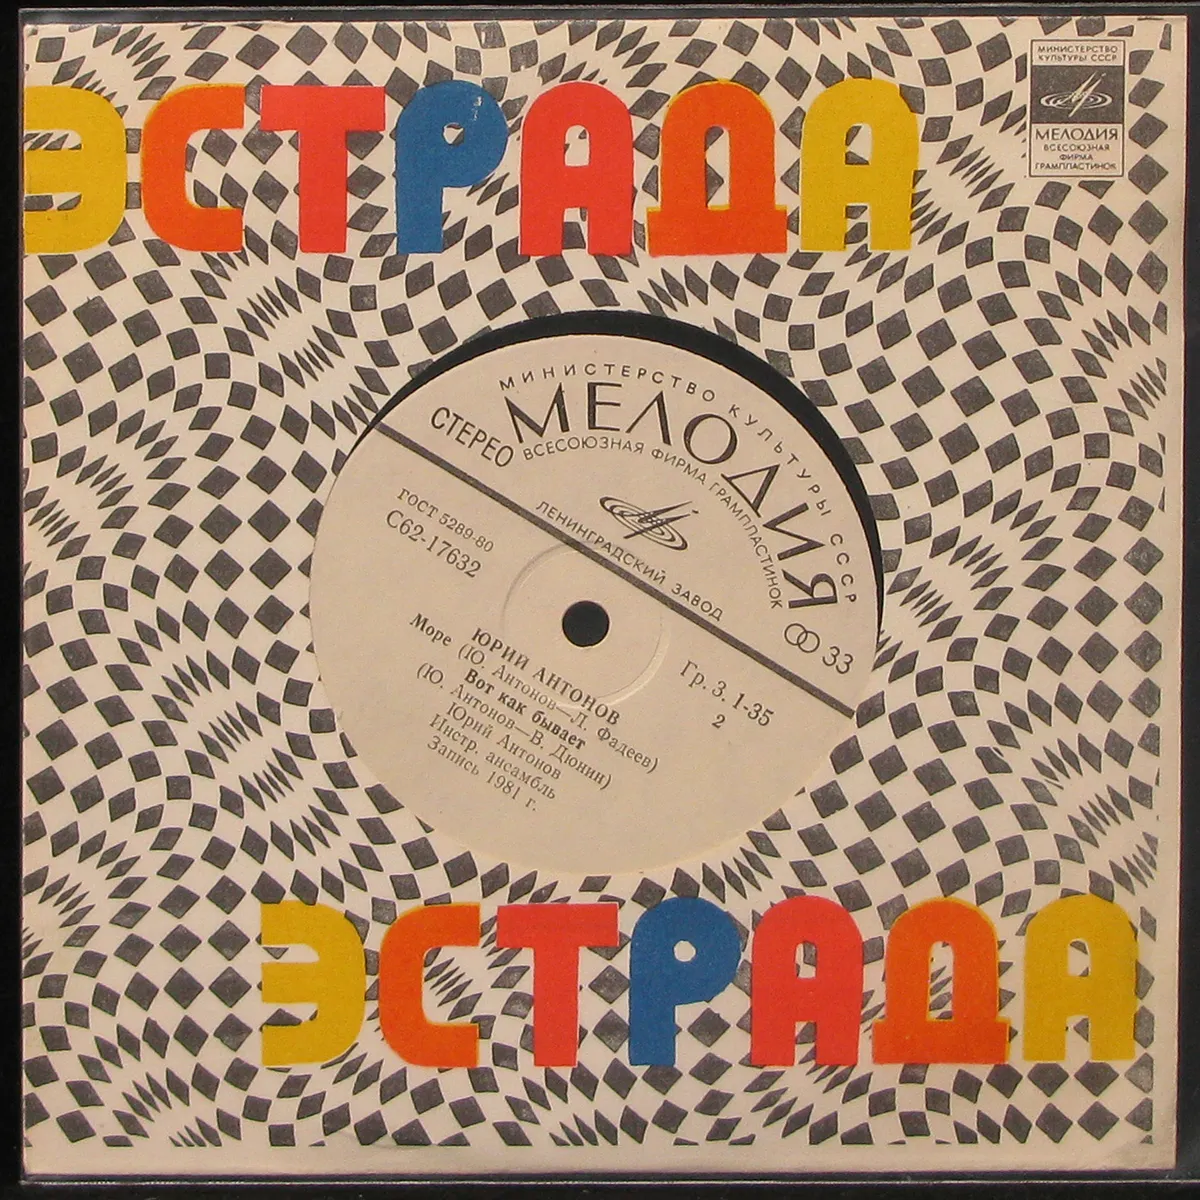 ЭСТРАДА
МИНИСТЕРСТВО
КУЛЬТУРЫ СССР
МЕЛОДИЯ
ВСЕСОЮЗНАЯ
ФИРМА
ГРАМПЛАСТИНОК
МИНИСТЕРСТВО КУЛЬТУРЫ СССР
МЕЛОДИЯ
ВСЕСОЮЗНАЯ ФИРМА ГРАМПЛАСТИНОК
СТЕРЕО
ЛЕНИНГРАДСКИЙ ЗАВОД
33
ГОСТ 5289-80
С62-17632
Гр. 3. 1-35
2
ЮРИЙ АНТОНОВ
Море (Ю. Антонов—Л. Фадеев)
Вот как бывает
(Ю. Антонов—В. Дюнин)
Юрий Антонов
Инстр. ансамбль
Запись 1981 г.
ЭСТРАДА